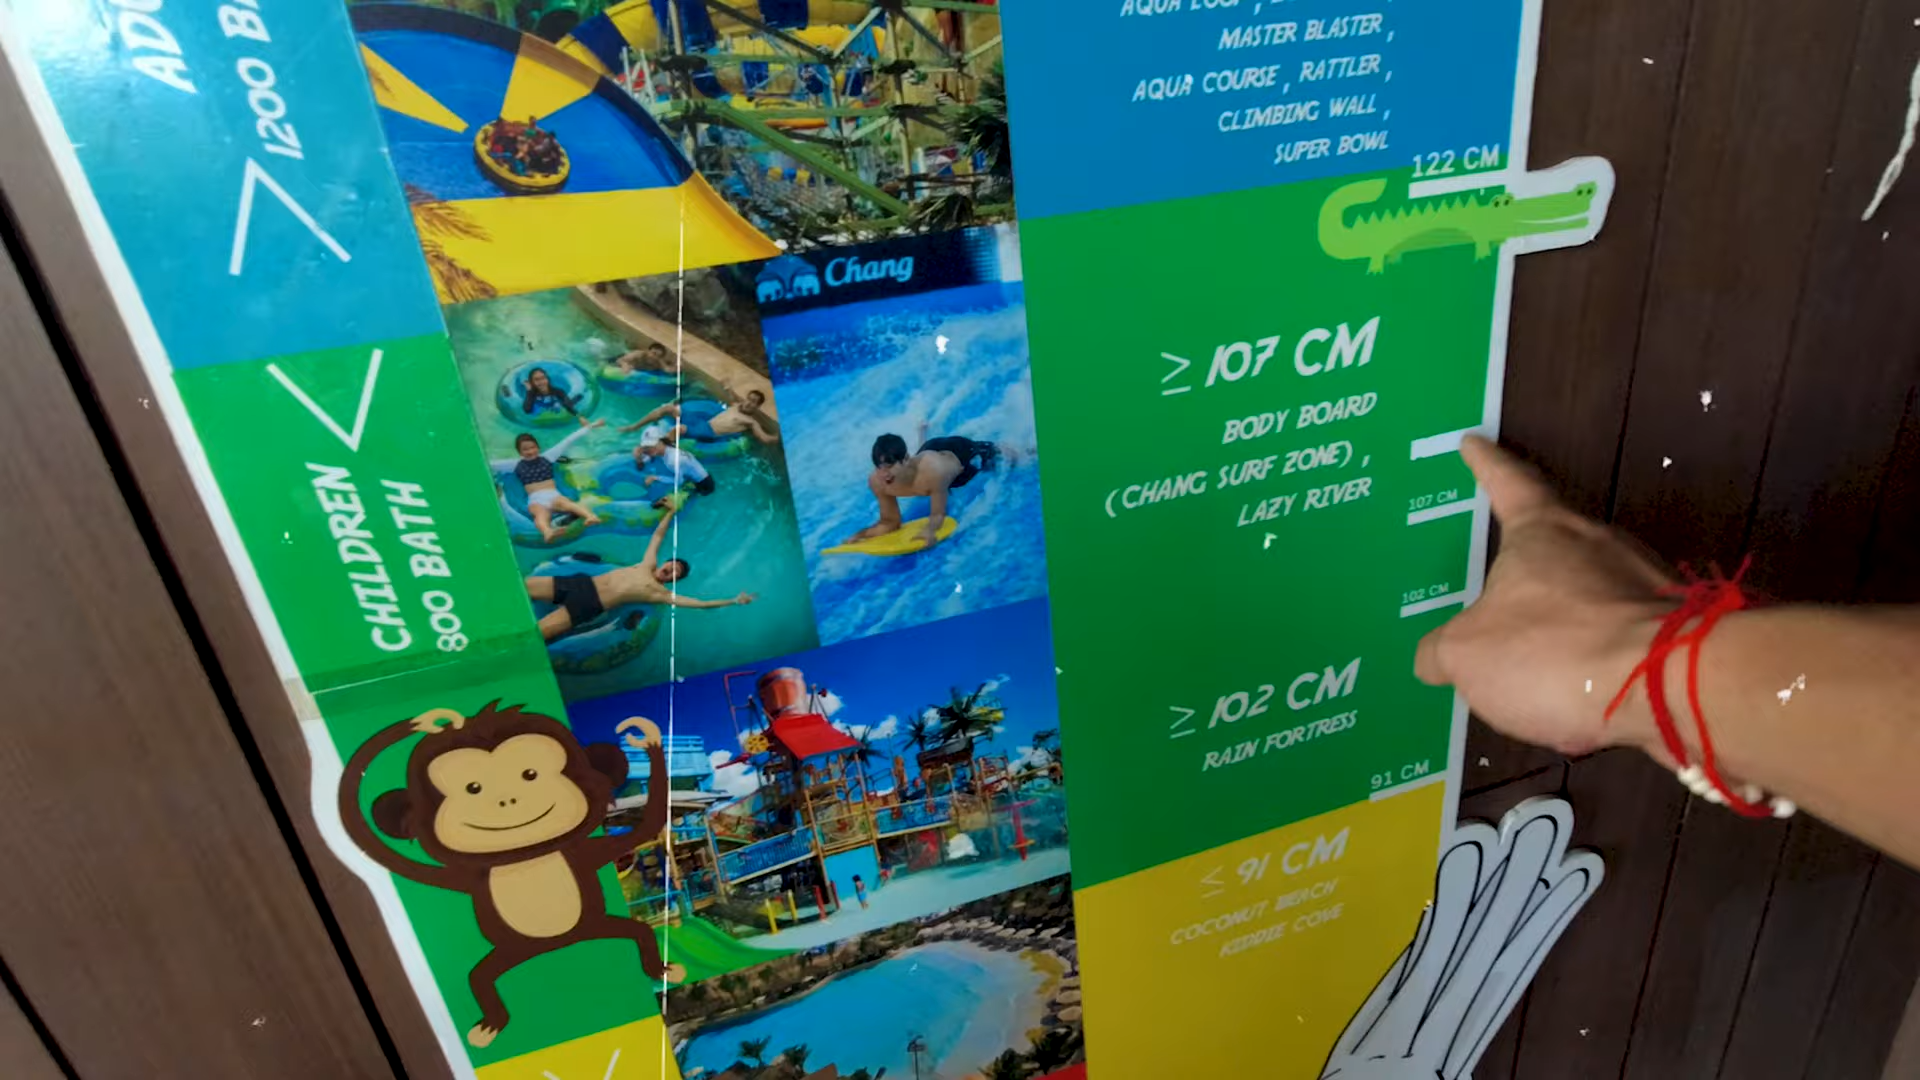 1200
CHILDREN
800 BATH
Chang
MASTER BLASTER ,
AQUA COURSE , RATTLER ,
CLIMBING WALL ,
SUPER BOWL
122 CM
≥ 107 CM
BODY BOARD
(CHANG SURF ZONE) ,
LAZY RIVER
107 CM
102 CM
≥ 102 CM
RAIN FORTRESS
91 CM
≤ 91 CM
COCONUT BEACH
KIDDIE COVE